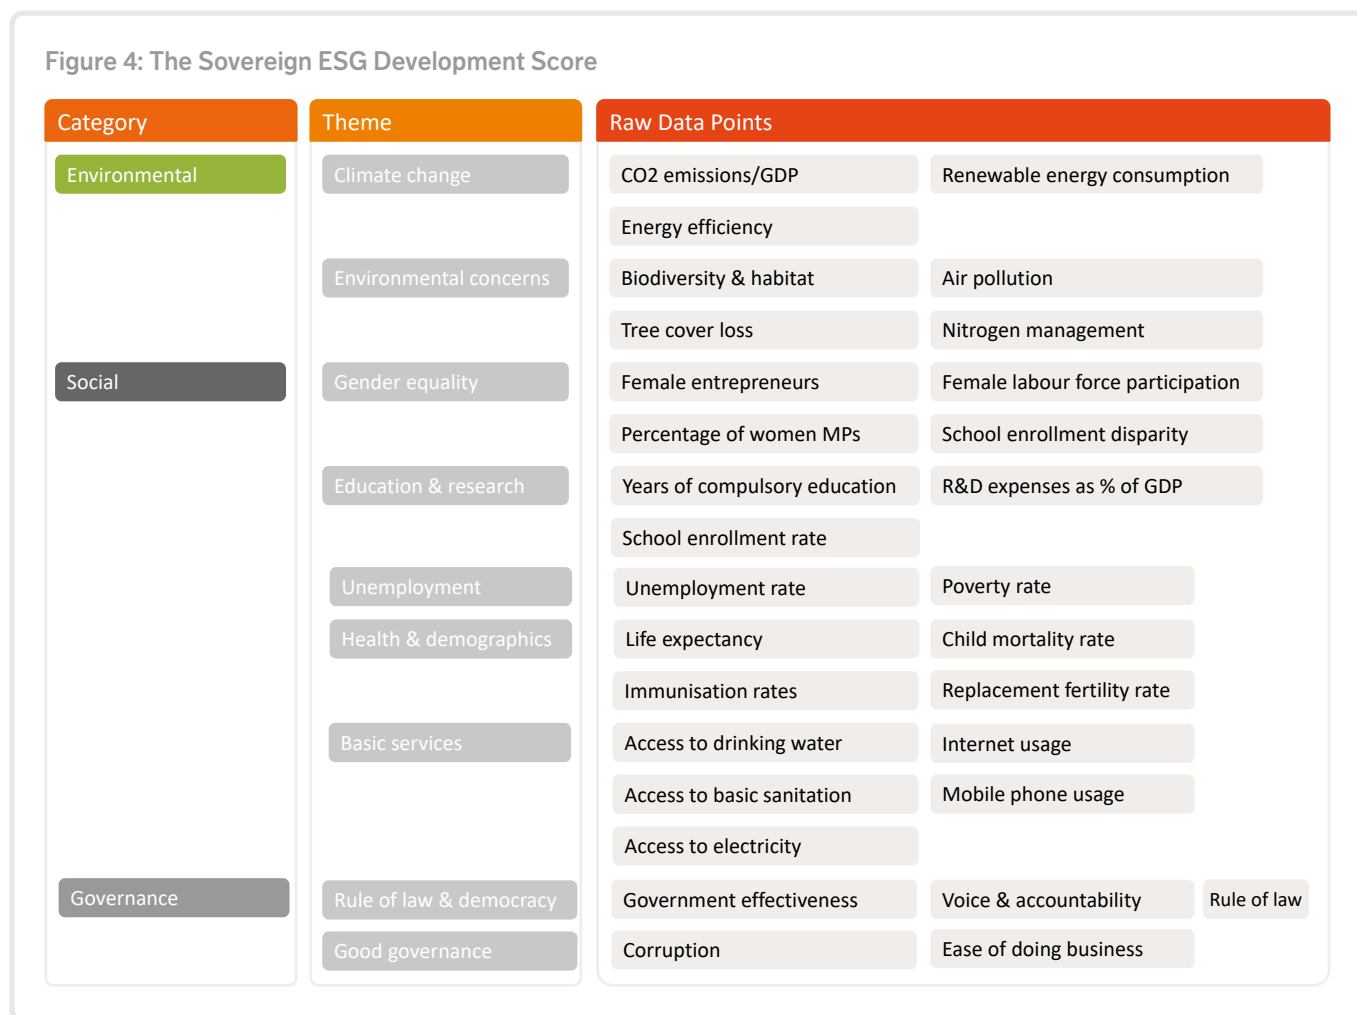 Figure 4: The Sovereign ESG Development Score
Category Theme Raw Data Points
Environmental Climate change CO2 emissions/GDP Renewable energy consumption
Energy efficiency
Environmental concerns Biodiversity & habitat Air pollution
Tree cover loss Nitrogen management
Social Gender equality Female entrepreneurs Female labour force participation
Percentage of women MPs School enrollment disparity
Education & research Years of compulsory education R&D expenses as % of GDP
School enrollment rate
Unemployment Unemployment rate Poverty rate
Health & demographics Life expectancy Child mortality rate
Immunisation rates Replacement fertility rate
Basic services Access to drinking water Internet usage
Access to basic sanitation Mobile phone usage
Access to electricity
Governance Rule of law & democracy Government effectiveness Voice & accountability Rule of law
Good governance Corruption Ease of doing business